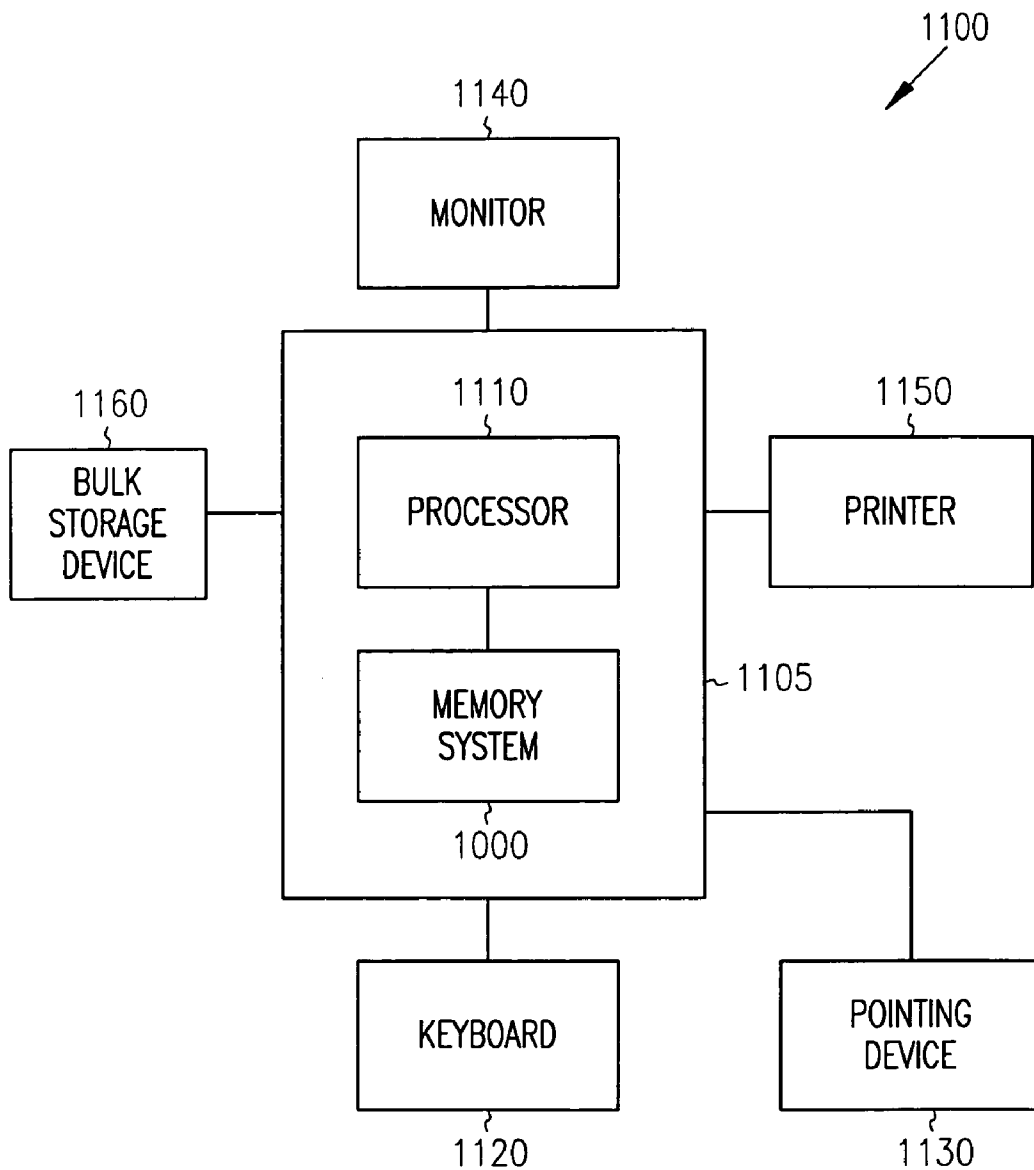 1100
1140
MONITOR
1160
BULK
STORAGE
DEVICE
1110
PROCESSOR
1150
PRINTER
MEMORY
SYSTEM
1000
1105
KEYBOARD
1120
POINTING
DEVICE
1130